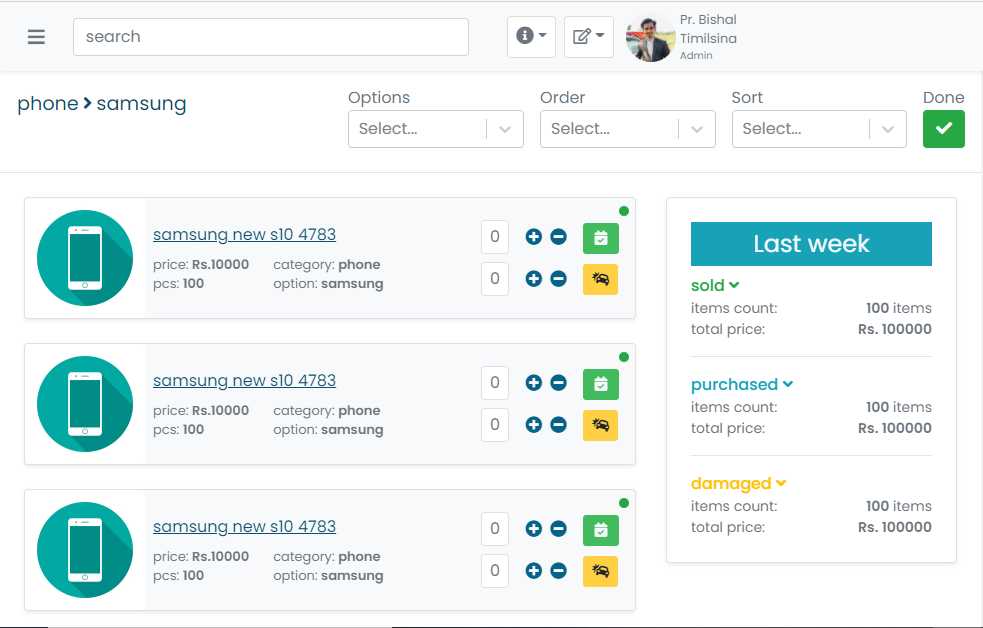 search
Pr. Bishal
Timilsina
Admin
phone samsung
Options
Order
Sort
Done
Select...
Select...
Select...
samsung new s10 4783
price: Rs.10000 category: phone
pcs: 100 option: samsung
0
0
samsung new s10 4783
price: Rs.10000 category: phone
pcs: 100 option: samsung
0
0
samsung new s10 4783
price: Rs.10000 category: phone
pcs: 100 option: samsung
0
0
Last week
sold
items count: 100 items
total price: Rs. 100000
purchased
items count: 100 items
total price: Rs. 100000
damaged
items count: 100 items
total price: Rs. 100000